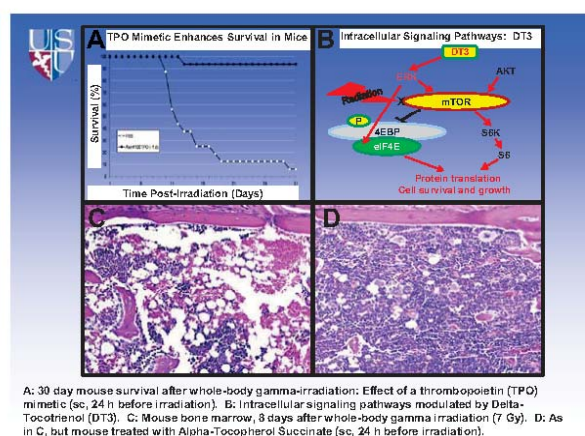 USU
A TPO Mimetic Enhances Survival in Mice
Survival (%)
Time Post-Irradiation (Days)
B Intracellular Signaling Pathways: DT3
DT3
ERK
AKT
Radiation
X
mTOR
P
4EBP
S6K
eIF4E
S6
Protein translation
Cell survival and growth
C
D
A: 30 day mouse survival after whole-body gamma-irradiation: Effect of a thrombopoietin (TPO)
mimetic (sc, 24 h before irradiation). B: Intracellular signaling pathways modulated by Delta-
Tocotrienol (DT3). C: Mouse bone marrow, 8 days after whole-body gamma irradiation (7 Gy). D: As
in C, but mouse treated with Alpha-Tocopherol Succinate (sc, 24 h before irradiation).